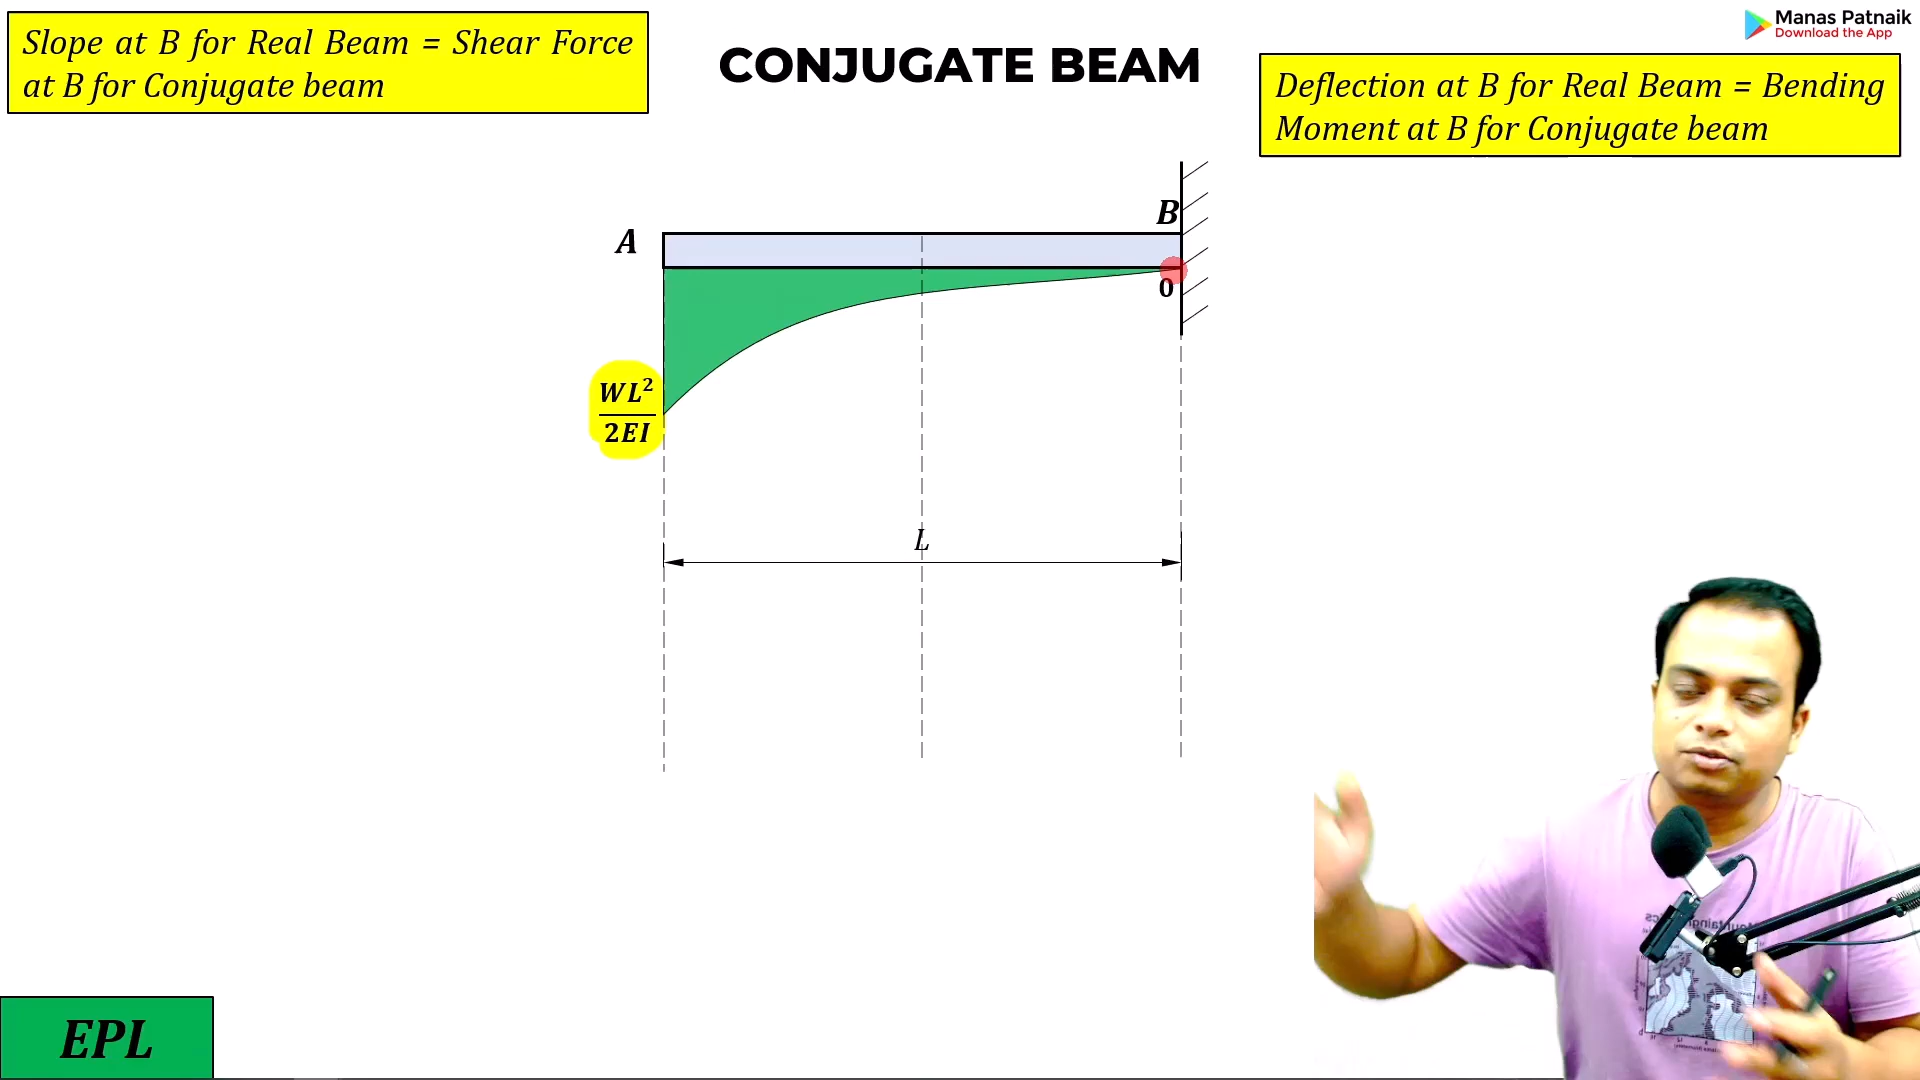 Slope at B for Real Beam = Shear Force
at B for Conjugate beam
CONJUGATE BEAM
Manas Patnaik
Download the App
Deflection at B for Real Beam = Bending
Moment at B for Conjugate beam
B
A
0
WL²
2EI
L
EPL